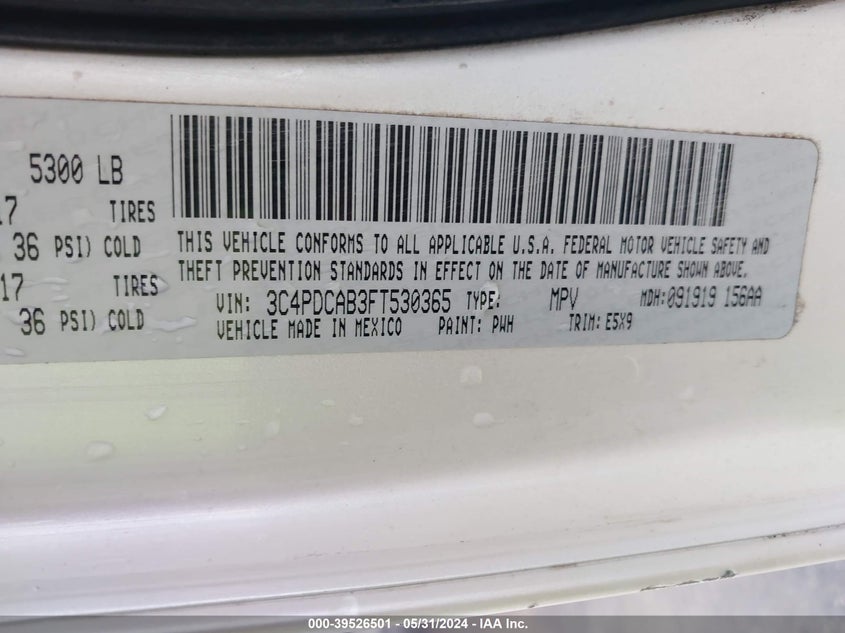 5300 LB
17 TIRES
36 PSI) COLD
17 TIRES
36 PSI) COLD
THIS VEHICLE CONFORMS TO ALL APPLICABLE U.S.A. FEDERAL MOTOR VEHICLE SAFETY AND
THEFT PREVENTION STANDARDS IN EFFECT ON THE DATE OF MANUFACTURE SHOWN ABOVE.
VIN: 3C4PDCAB3FT530365 TYPE: MPV MDH:091919 156AA
VEHICLE MADE IN MEXICO PAINT: PWH TRIM: E5X9
000-39526501 - 05/31/2024 - IAA, Inc.